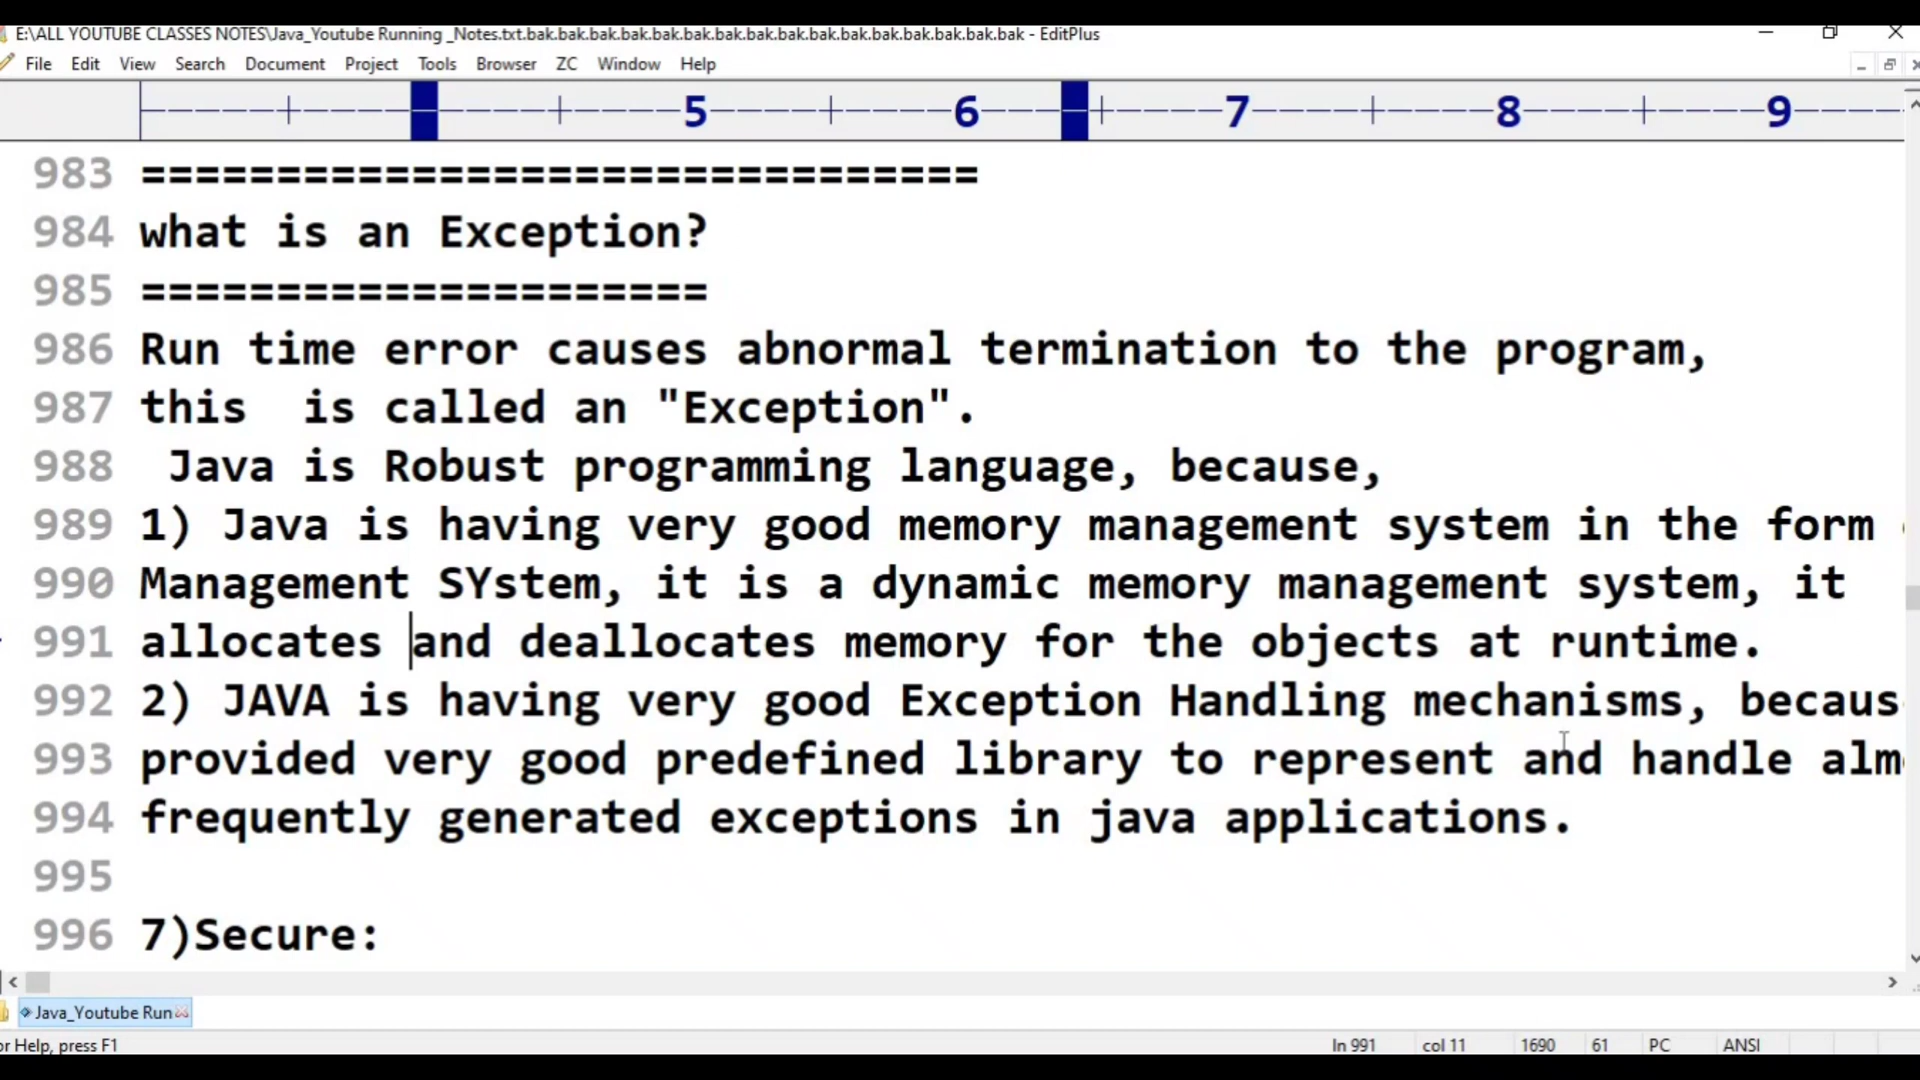 E:\ALL YOUTUBE CLASSES NOTES\Java_Youtube Running _Notes.txt.bak.bak.bak.bak.bak.bak.bak.bak.bak.bak.bak.bak.bak.bak.bak.bak - EditPlus
File Edit View Search Document Project Tools Browser ZC Window Help
5 6 7 8 9
983 ===============================
984 what is an Exception?
985 =====================
986 Run time error causes abnormal termination to the program,
987 this  is called an "Exception".
988  Java is Robust programming language, because,
989 1) Java is having very good memory management system in the form
990 Management SYstem, it is a dynamic memory management system, it
991 allocates and deallocates memory for the objects at runtime.
992 2) JAVA is having very good Exception Handling mechanisms, becaus
993 provided very good predefined library to represent and handle alm
994 frequently generated exceptions in java applications.
995
996 7)Secure:
Java_Youtube Run
or Help, press F1 ln 991 col 11 1690 61 PC ANSI